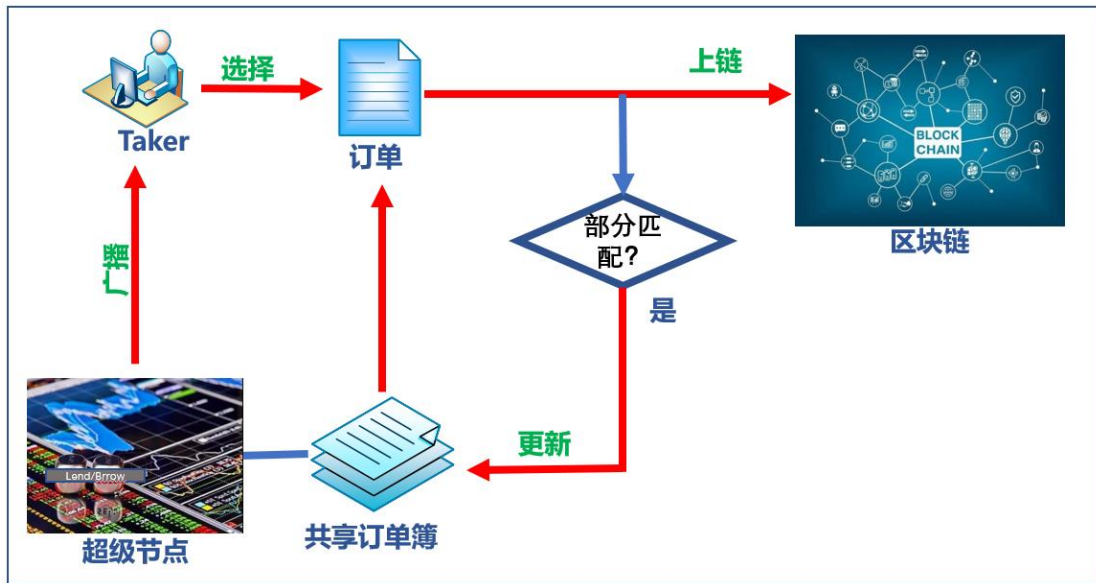 选择
上链
Taker
订单
BLOCK
CHAIN
部分匹
配?
区块链
广播
是
更新
Lend/Brrow
共享订单簿
超级节点